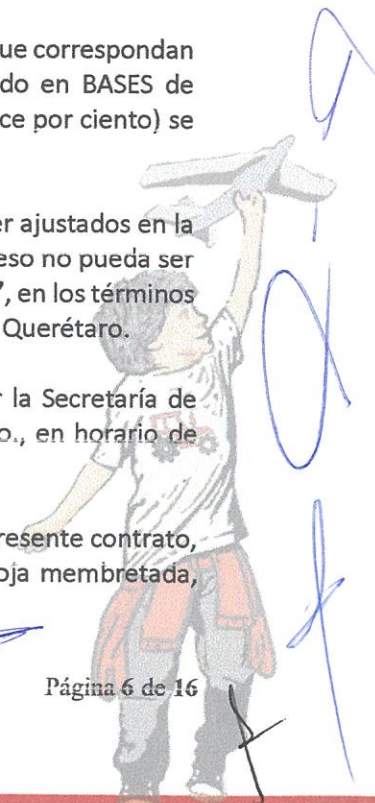 ue correspondan
do en BASES de
ce por ciento) se
er ajustados en la
eso no pueda ser
", en los términos
Querétaro.
r la Secretaría de
o., en horario de
resente contrato,
oja membretada,
Página 6 de 16